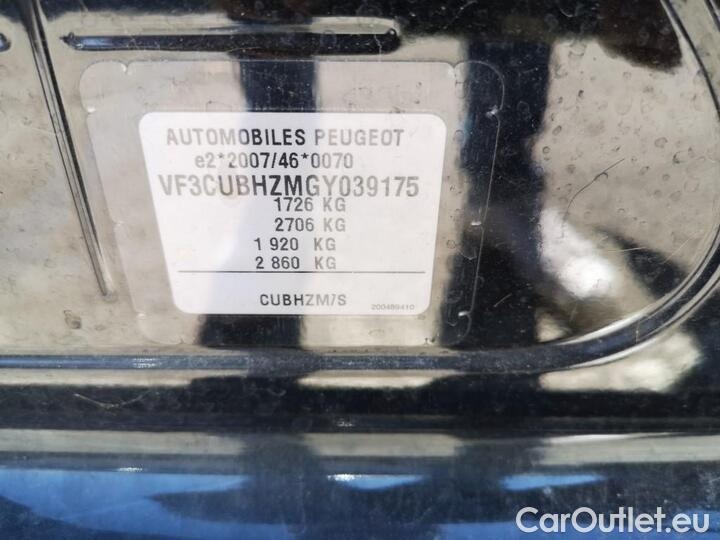 AUTOMOBILES PEUGEOT
e2*2007/46*0070
VF3CUBHZMGY039175
1726 KG
2706 KG
1 920 KG
2 860 KG
CUBHZM/S 200489410
CarOutlet.eu